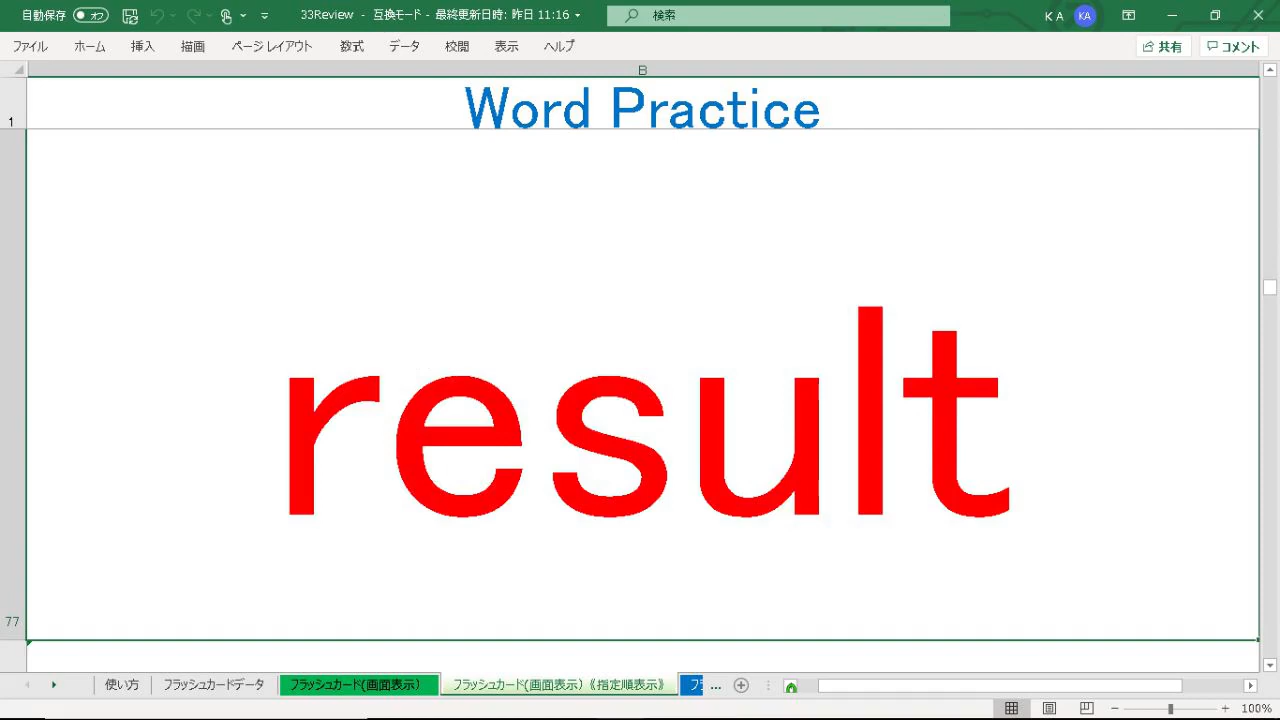 自動保存 オフ 33Review - 互換モード - 最終更新日時: 昨日 11:16 検索 K A KA
ファイル ホーム 挿入 描画 ページ レイアウト 数式 データ 校閲 表示 ヘルプ 共有 コメント
B
1 Word Practice
result
77
使い方 フラッシュカードデータ フラッシュカード(画面表示) フラッシュカード(画面表示)《指定順表示》 フラ ...
100%